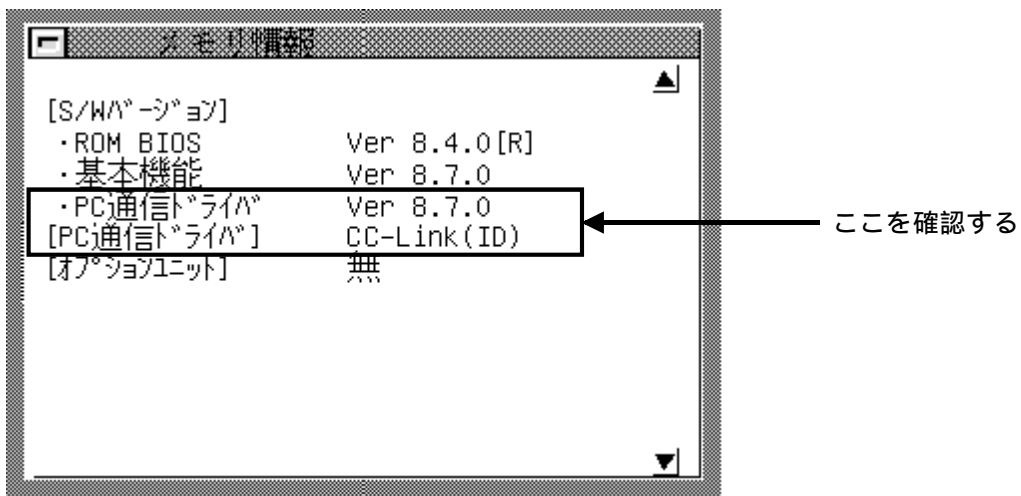 メモリ情報
[S/Wﾊﾞｰｼﾞｮﾝ]
・ROM BIOS Ver 8.4.0[R]
・基本機能 Ver 8.7.0
・PC通信ﾄﾞﾗｲﾊﾞ Ver 8.7.0
[PC通信ﾄﾞﾗｲﾊﾞ] CC-Link(ID)
[ｵﾌﾟｼｮﾝﾕﾆｯﾄ] 無
ここを確認する